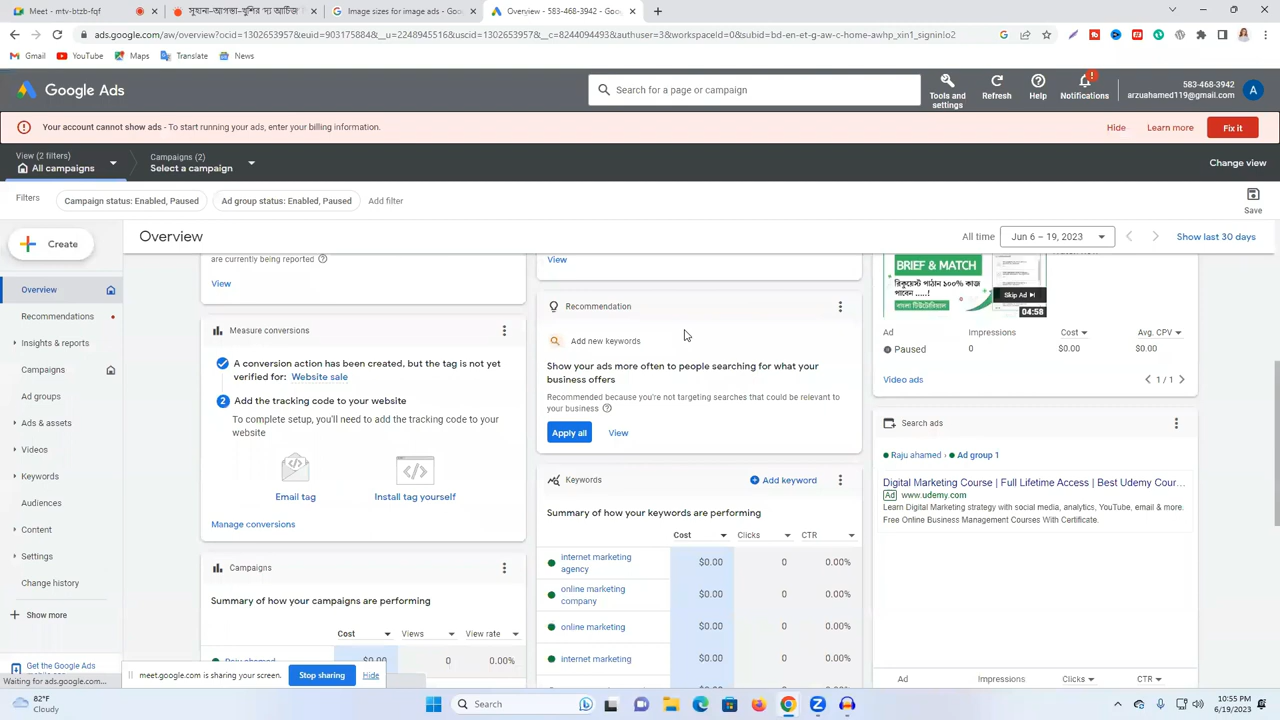 Meet - mtv-btzb-fqf
Image sizes for image ads - Goo
Overview - 583-468-3942 - Goo
ads.google.com/aw/overview?ocid=1302653957&euid=903175884&__u=2248945516&uscid=1302653957&__c=8244094493&authuser=3&workspaceId=0&subid=bd-en-et-g-aw-c-home-awhp_xin1_signin|o2
Gmail YouTube Maps Translate News
Google Ads
Search for a page or campaign
Tools and settings
Refresh
Help
Notifications
583-468-3942
arzuahamed119@gmail.com
A
Your account cannot show ads - To start running your ads, enter your billing information.
Hide Learn more Fix it
View (2 filters)
All campaigns
Campaigns (2)
Select a campaign
Change view
Filters
Campaign status: Enabled, Paused
Ad group status: Enabled, Paused
Add filter
Save
Create
Overview
All time Jun 6 – 19, 2023
Show last 30 days
Overview
Recommendations
Insights & reports
Campaigns
Ad groups
Ads & assets
Videos
Keywords
Audiences
Content
Settings
Change history
Show more
Get the Google Ads
Waiting for ads.google.com...
are currently being reported
View
Measure conversions
A conversion action has been created, but the tag is not yet
verified for: Website sale
2 Add the tracking code to your website
To complete setup, you'll need to add the tracking code to your
website
Email tag Install tag yourself
Manage conversions
Campaigns
Summary of how your campaigns are performing
Cost Views View rate
$0.00 0 0.00%
View
Recommendation
Add new keywords
Show your ads more often to people searching for what your
business offers
Recommended because you're not targeting searches that could be relevant to
your business
Apply all View
Keywords
Add keyword
Summary of how your keywords are performing
Cost Clicks CTR
internet marketing agency $0.00 0 0.00%
online marketing company $0.00 0 0.00%
online marketing $0.00 0 0.00%
internet marketing $0.00 0 0.00%
BRIEF & MATCH
রিকুয়েস্ট পাঠান ১০০% কাজ
পাবেন .....!
বাংলা টিউটোরিয়াল
Skip Ad
04:58
Ad Impressions Cost Avg. CPV
Paused 0 $0.00 $0.00
Video ads 1 / 1
Search ads
Raju ahamed › Ad group 1
Digital Marketing Course | Full Lifetime Access | Best Udemy Cour...
Ad www.udemy.com
Learn Digital Marketing strategy with social media, analytics, YouTube, email & more.
Free Online Business Management Courses With Certificate.
Ad Impressions Clicks CTR
meet.google.com is sharing your screen.
Stop sharing
Hide
82°F
Cloudy
Search
10:55 PM
6/19/2023